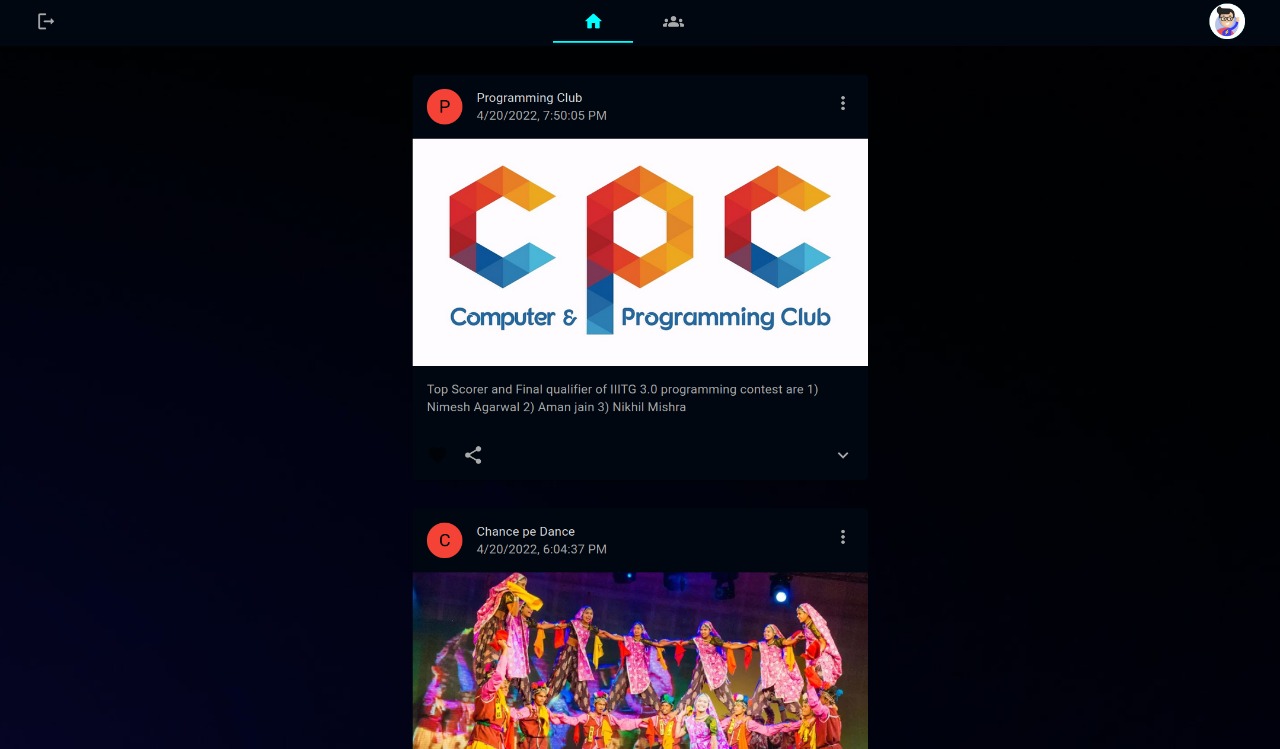 P
Programming Club
4/20/2022, 7:50:05 PM
cpc
Computer & Programming Club
Top Scorer and Final qualifier of IIITG 3.0 programming contest are 1)
Nimesh Agarwal 2) Aman jain 3) Nikhil Mishra
C
Chance pe Dance
4/20/2022, 6:04:37 PM